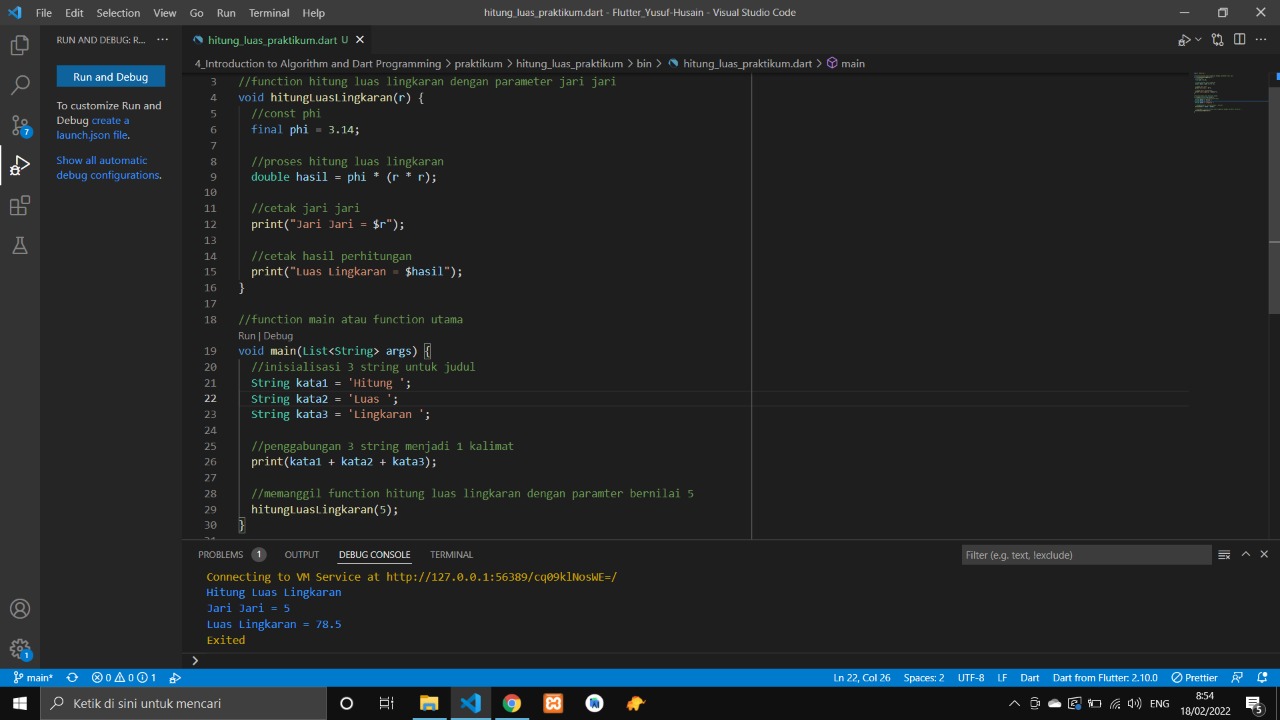 File Edit Selection View Go Run Terminal Help hitung_luas_praktikum.dart - Flutter_Yusuf-Husain - Visual Studio Code
RUN AND DEBUG: R... ···
Run and Debug
To customize Run and
Debug create a
launch.json file.
Show all automatic
debug configurations.
7
1
hitung_luas_praktikum.dart U
4_Introduction to Algorithm and Dart Programming > praktikum > hitung_luas_praktikum > bin > hitung_luas_praktikum.dart > main
3 //function hitung luas lingkaran dengan parameter jari jari
4 void hitungLuasLingkaran(r) {
5 //const phi
6 final phi = 3.14;
7
8 //proses hitung luas lingkaran
9 double hasil = phi * (r * r);
10
11 //cetak jari jari
12 print("Jari Jari = $r");
13
14 //cetak hasil perhitungan
15 print("Luas Lingkaran = $hasil");
16 }
17
18 //function main atau function utama
Run | Debug
19 void main(List<String> args) {
20 //inisialisasi 3 string untuk judul
21 String kata1 = 'Hitung ';
22 String kata2 = 'Luas ';
23 String kata3 = 'Lingkaran ';
24
25 //penggabungan 3 string menjadi 1 kalimat
26 print(kata1 + kata2 + kata3);
27
28 //memanggil function hitung luas lingkaran dengan paramter bernilai 5
29 hitungLuasLingkaran(5);
30 }
PROBLEMS 1 OUTPUT DEBUG CONSOLE TERMINAL Filter (e.g. text, !exclude)
Connecting to VM Service at http://127.0.0.1:56389/cq09klNosWE=/
Hitung Luas Lingkaran
Jari Jari = 5
Luas Lingkaran = 78.5
Exited
main* 0 0 1 Ln 22, Col 26 Spaces: 2 UTF-8 LF Dart Dart from Flutter: 2.10.0 Prettier
Ketik di sini untuk mencari ENG 8:54
18/02/2022 5